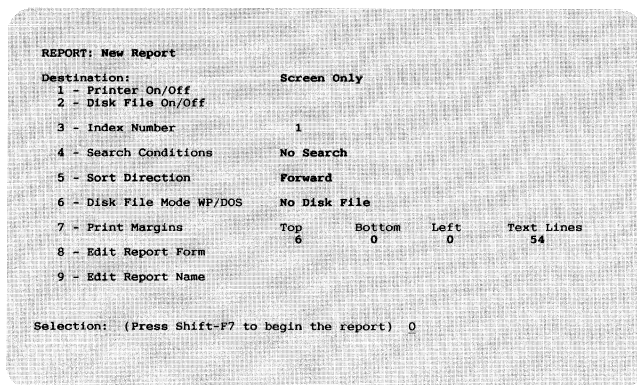 REPORT: New Report
Destination: Screen Only
1 - Printer On/Off
2 - Disk File On/Off
3 - Index Number 1
4 - Search Conditions No Search
5 - Sort Direction Forward
6 - Disk File Mode WP/DOS No Disk File
7 - Print Margins Top Bottom Left Text Lines
6 0 0 54
8 - Edit Report Form
9 - Edit Report Name
Selection: (Press Shift-F7 to begin the report) 0